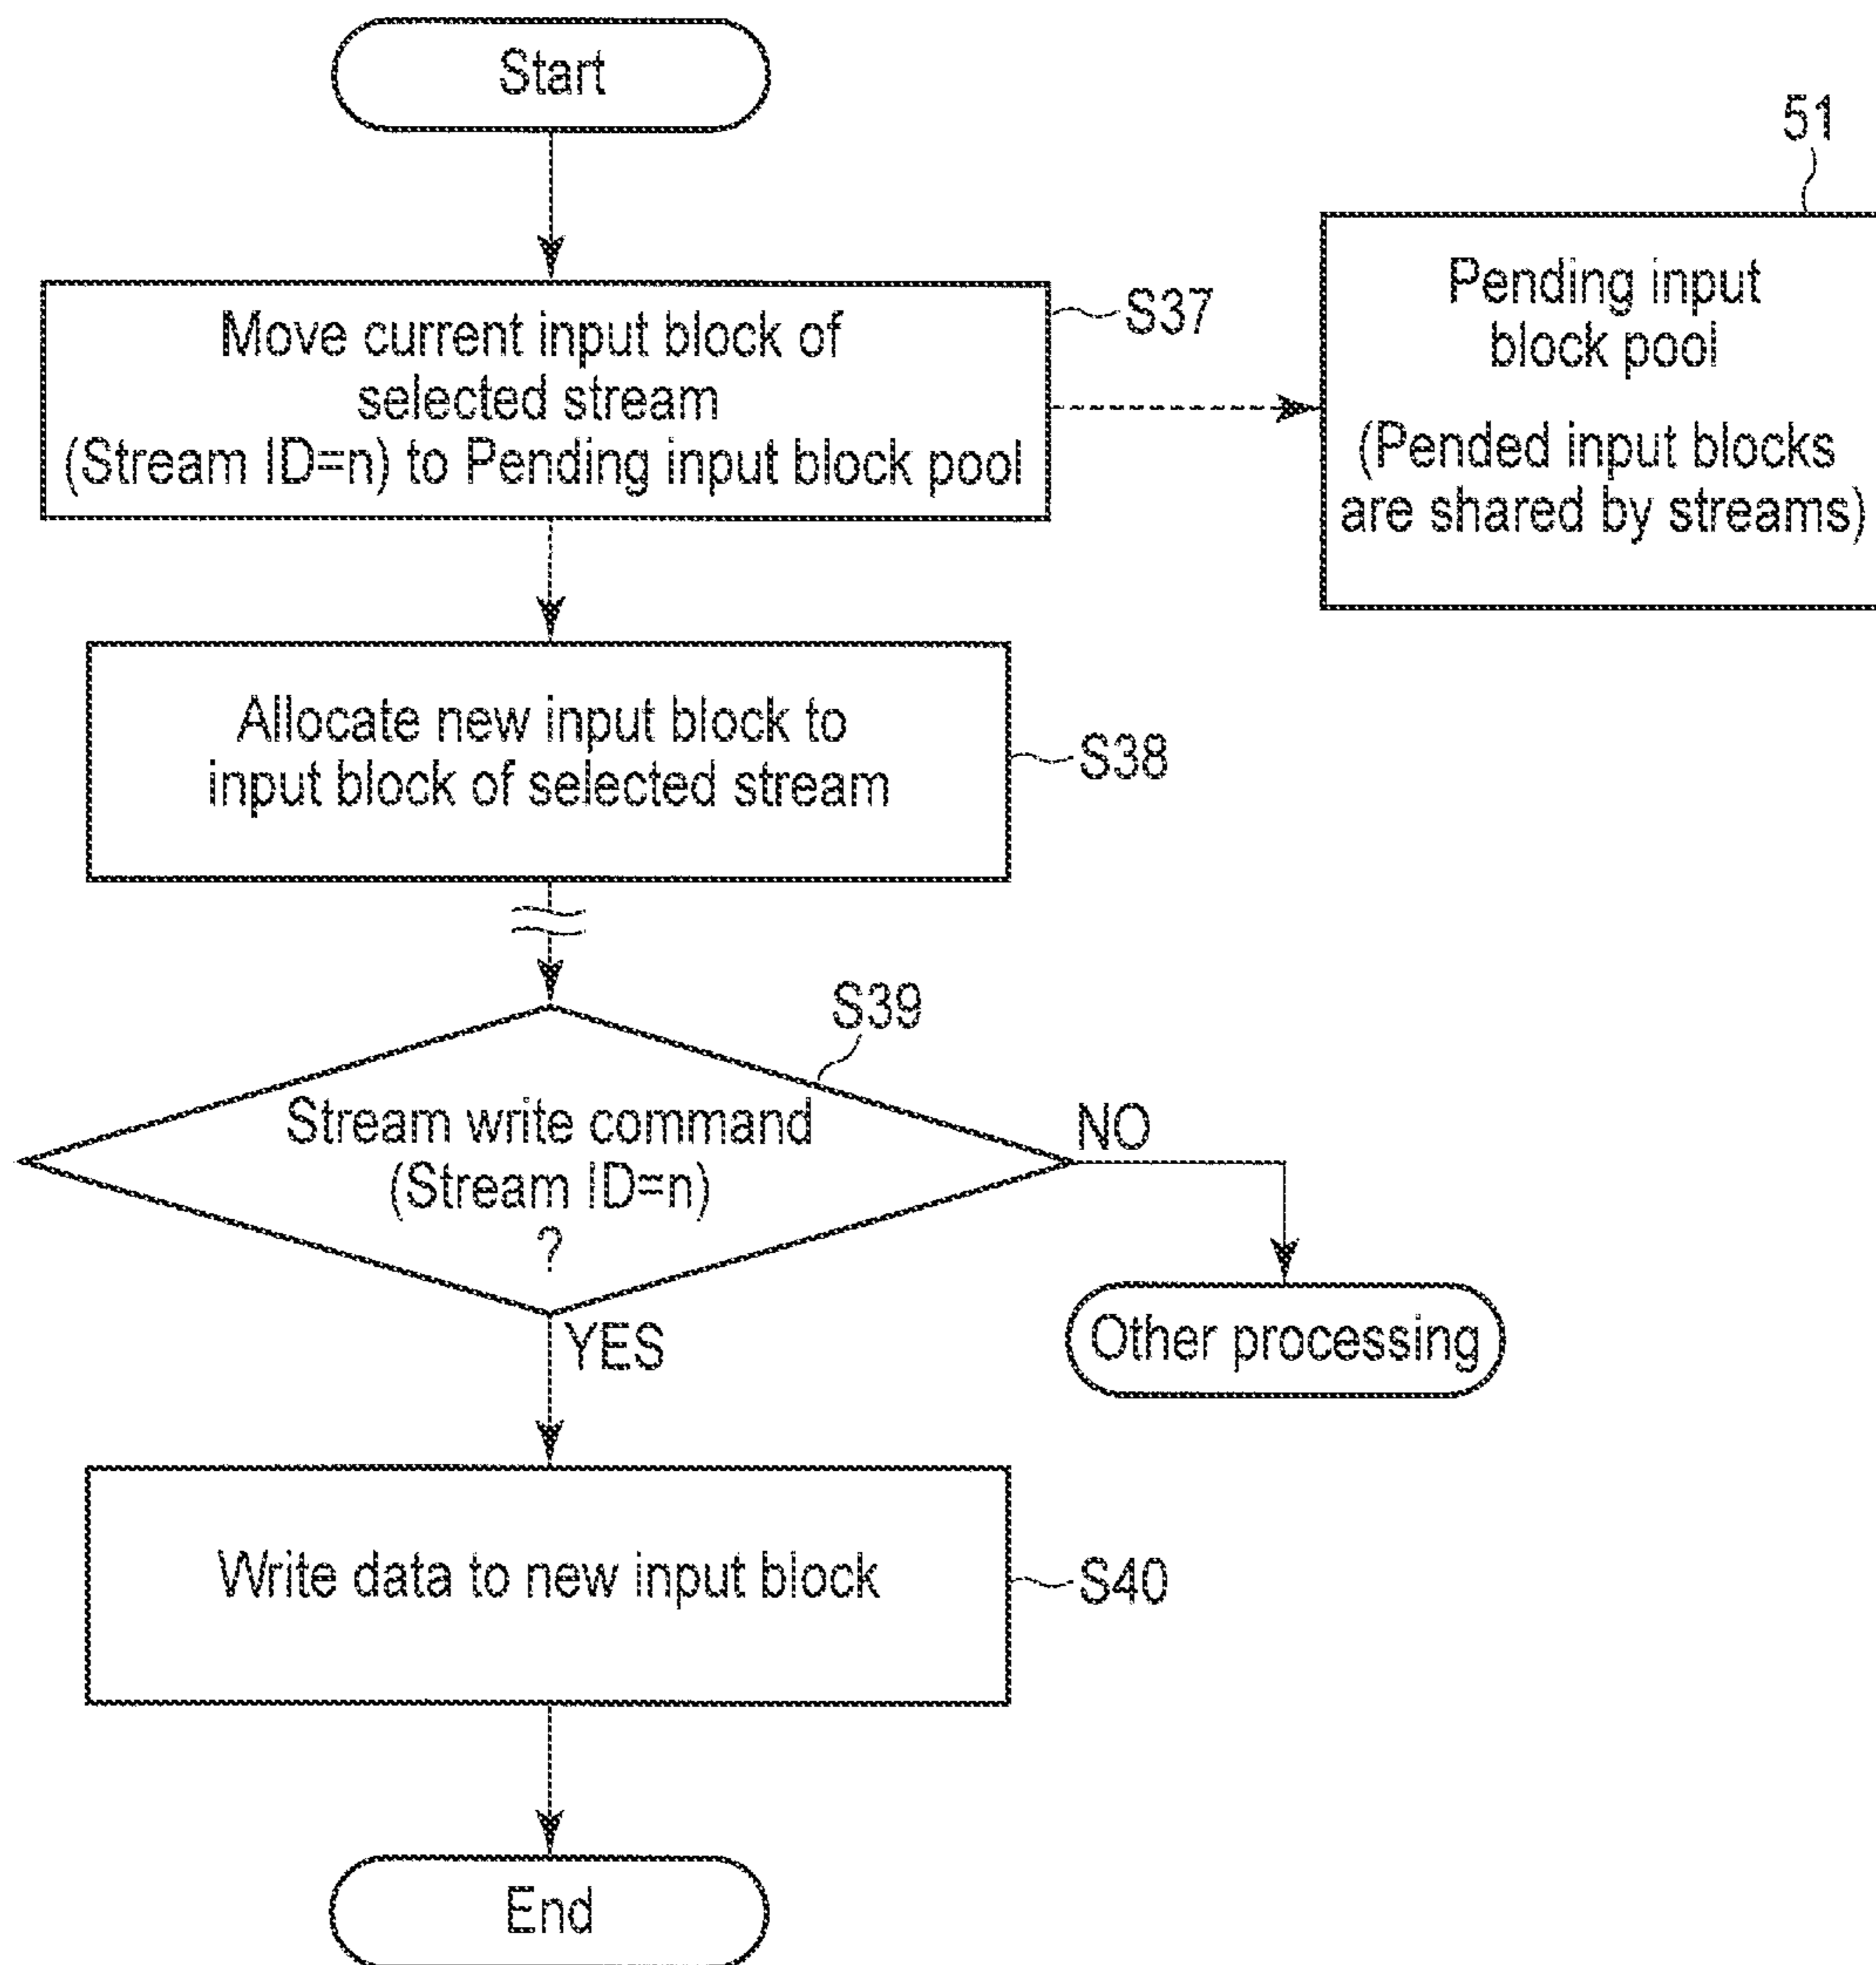 Start
51
Move current input block of
selected stream
(Stream ID=n) to Pending input block pool
S37
Pending input
block pool
(Pended input blocks
are shared by streams)
Allocate new input block to
input block of selected stream
S38
S39
Stream write command
(Stream ID=n)
?
NO
YES
Other processing
Write data to new input block
S40
End